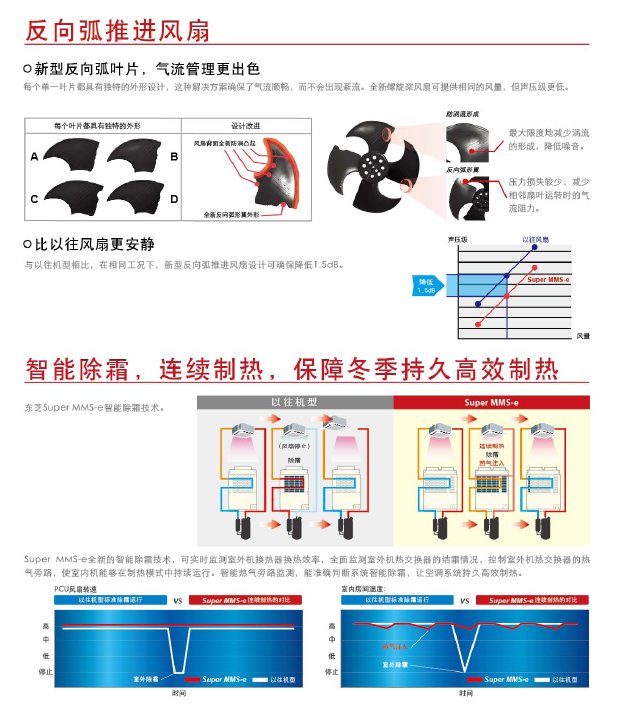 反向弧推进风扇
新型反向弧叶片，气流管理更出色
每个单一叶片都具有独特的外形设计，这种解决方案确保了气流顺畅，而不会出现紊流。全新螺旋桨风扇可提供相同的风量，但声压级更低。
每个叶片都具有独特的外形
设计改进
A
B
C
D
风扇背面全新防涡凸起
全新反向弧形翼外形
防涡流形成
最大限度地减少涡流的形成，降低噪音。
反向弧形翼
压力损失较少，减少相邻扇叶运转时的气流阻力。
比以往风扇更安静
与以往机型相比，在相同工况下，新型反向弧推进风扇设计可确保降低1.5dB。
声压级
以往风扇
降低
1.5dB
Super MMS-e
风量
智能除霜，连续制热，保障冬季持久高效制热
东芝Super MMS-e智能除霜技术。
以往机型
Super MMS-e
(风扇停止)
除霜
连续制热
除霜
热气注入
Super MMS-e全新的智能除霜技术，可实时监测室外机换热器换热效率，全面监测室外机热交换器的结霜情况，控制室外机热交换器的热
气旁路，使室内机能够在制热模式中持续运行。智能热气旁路监测，能准确判断系统智能除霜，让空调系统持久高效制热。
PCU风扇转速
以往机型标准除霜运行
VS
Super MMS-e 连续制热的对比
高
中
低
停止
室外除霜
Super MMS-e
以往机型
时间
室内房间温度：
以往机型标准除霜运行
VS
Super MMS-e 连续制热的对比
高
中
低
停止
热气注入
室外除霜
Super MMS-e
以往机型
时间